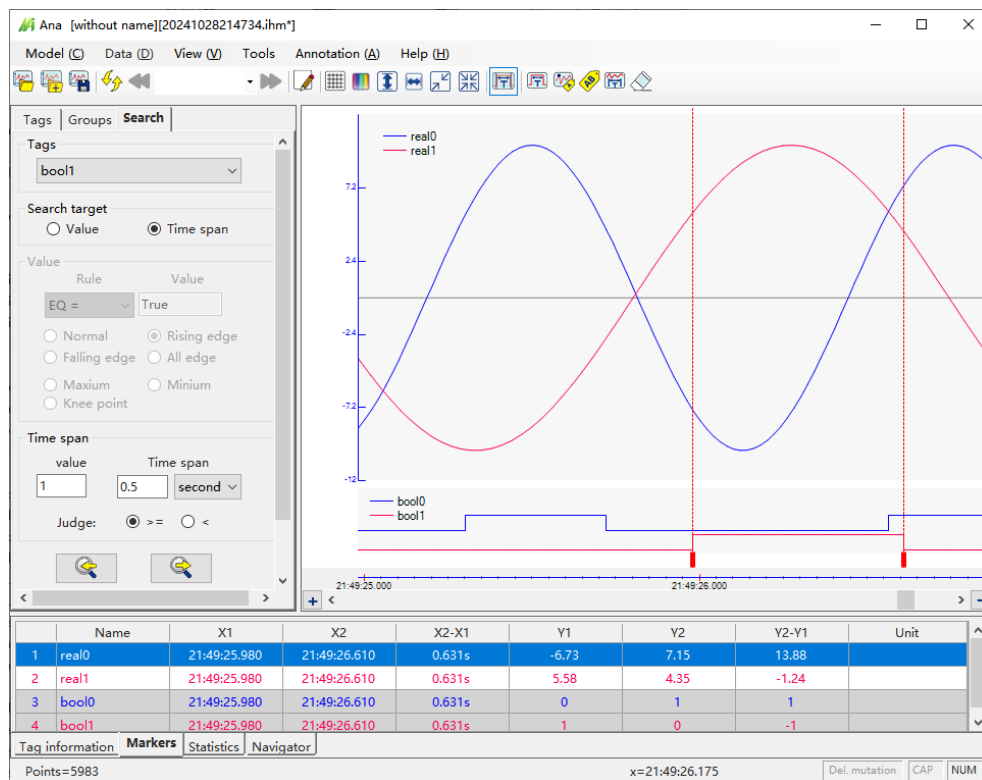 Ana [without name][20241028214734.ihm*]
Model (C) Data (D) View (V) Tools Annotation (A) Help (H)
AB
Tags Groups Search
Tags
bool1
Search target
Value Time span
Value
Rule Value
EQ = True
Normal Rising edge
Falling edge All edge
Maxium Minium
Knee point
Time span
value Time span
1 0.5 second
Judge: >= <
real0
real1
7.2
2.4
-2.4
-7.2
-12
bool0
bool1
21:49:25.000 21:49:26.000
Name X1 X2 X2-X1 Y1 Y2 Y2-Y1 Unit
1 real0 21:49:25.980 21:49:26.610 0.631s -6.73 7.15 13.88
2 real1 21:49:25.980 21:49:26.610 0.631s 5.58 4.35 -1.24
3 bool0 21:49:25.980 21:49:26.610 0.631s 0 1 1
4 bool1 21:49:25.980 21:49:26.610 0.631s 1 0 -1
Tag information Markers Statistics Navigator
Points=5983 x=21:49:26.175 Del. mutation CAP NUM